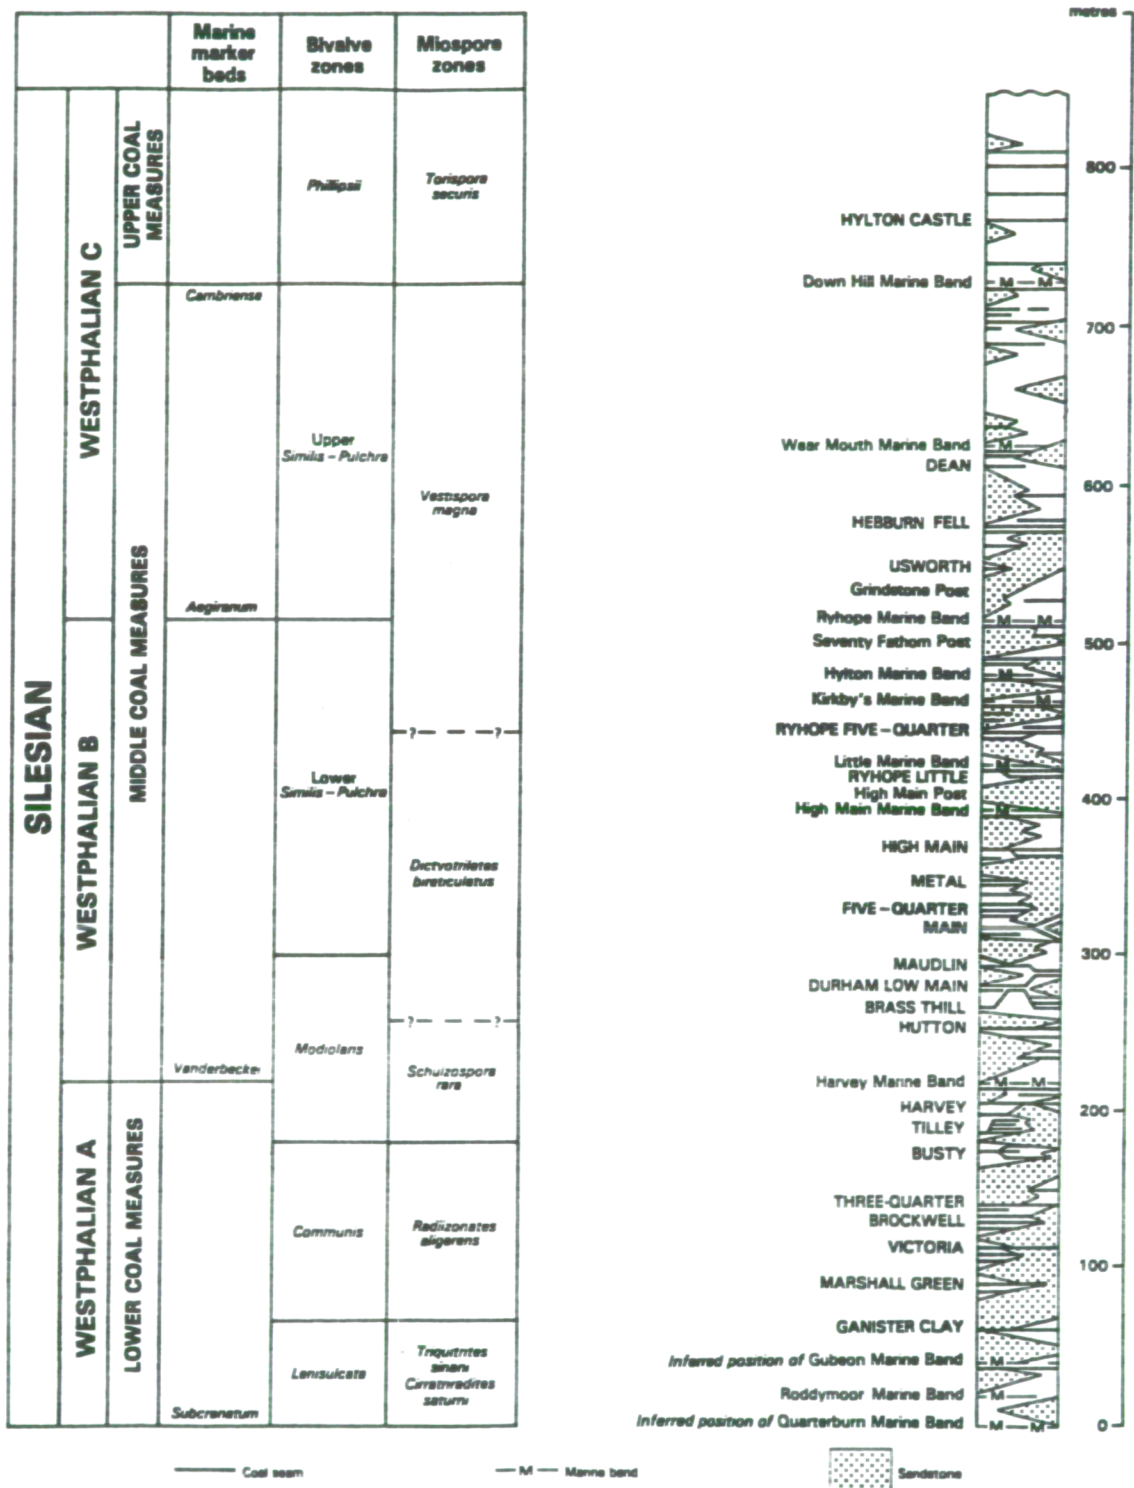 Marine
marker
beds
Bivalve
zones
Miospore
zones
SILESIAN
WESTPHALIAN C
WESTPHALIAN B
WESTPHALIAN A
UPPER COAL
MEASURES
MIDDLE COAL MEASURES
LOWER COAL MEASURES
Cambriense
Aegiranum
Vanderbeckei
Subcrenatum
Phillipsii
Upper
Similis – Pulchra
Lower
Similis – Pulchra
Modiolaris
Communis
Lenisulcata
Torispora
securis
Vestispora
magna
? ?
Dictyotriletes
bireticulatus
? ?
Schulzospora
rara
Radiizonates
aligerens
Triquitrites
sinani
Cirratriradites
saturni
metres
800
700
600
500
400
300
200
100
0
HYLTON CASTLE
Down Hill Marine Band
M M
Wear Mouth Marine Band
M
DEAN
HEBBURN FELL
USWORTH
Grindstone Post
Ryhope Marine Band
M M
Seventy Fathom Post
Hylton Marine Band
M
Kirkby's Marine Band
M
RYHOPE FIVE – QUARTER
Little Marine Band
M
RYHOPE LITTLE
High Main Post
High Main Marine Band
M
HIGH MAIN
METAL
FIVE – QUARTER
MAIN
MAUDLIN
DURHAM LOW MAIN
BRASS THILL
HUTTON
Harvey Marine Band
M M
HARVEY
TILLEY
BUSTY
THREE-QUARTER
BROCKWELL
VICTORIA
MARSHALL GREEN
GANISTER CLAY
Inferred position of Gubeon Marine Band
M
Roddymoor Marine Band
M
Inferred position of Quarterburn Marine Band
M M
Coal seam
M Marine band
Sandstone